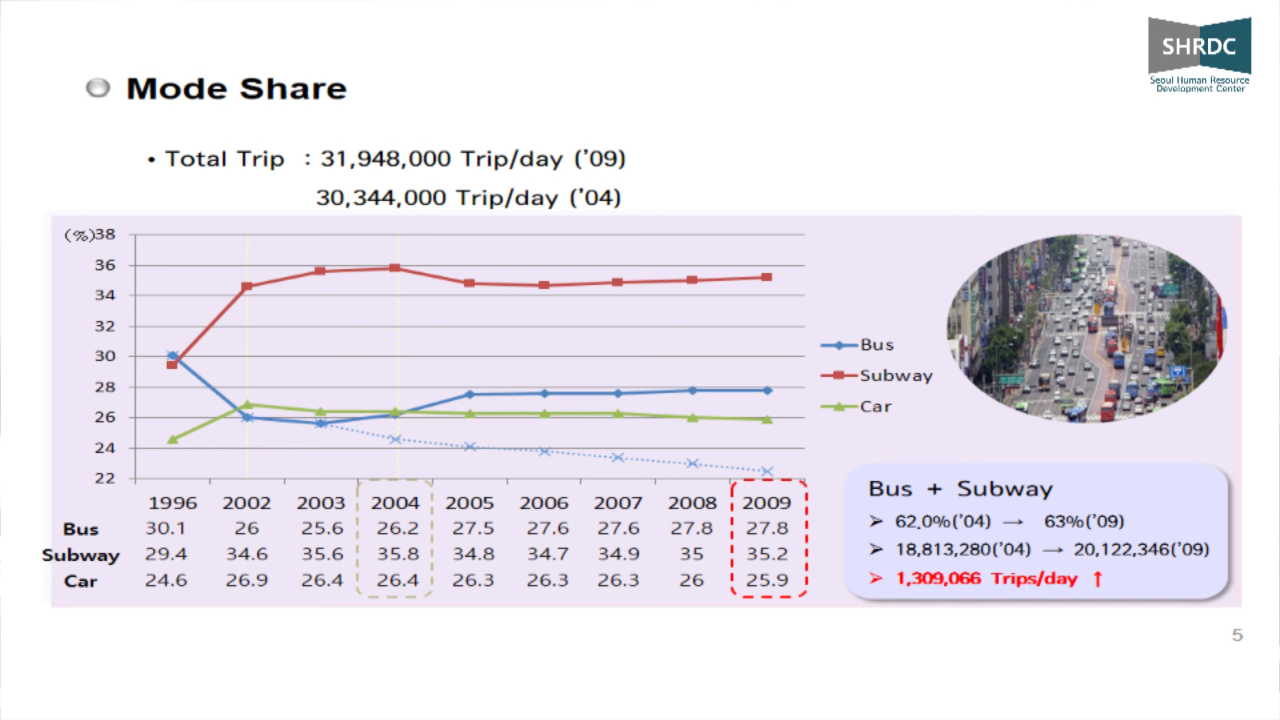 SHRDC
Seoul Human Resource
Development Center
Mode Share
• Total Trip : 31,948,000 Trip/day ('09)
30,344,000 Trip/day ('04)
(%)38
36
34
32
30
28
26
24
22
Bus
Subway
Car
1996 2002 2003 2004 2005 2006 2007 2008 2009
Bus 30.1 26 25.6 26.2 27.5 27.6 27.6 27.8 27.8
Subway 29.4 34.6 35.6 35.8 34.8 34.7 34.9 35 35.2
Car 24.6 26.9 26.4 26.4 26.3 26.3 26.3 26 25.9
Bus + Subway
➢ 62.0%('04) → 63%('09)
➢ 18,813,280('04) → 20,122,346('09)
➢ 1,309,066 Trips/day ↑
5